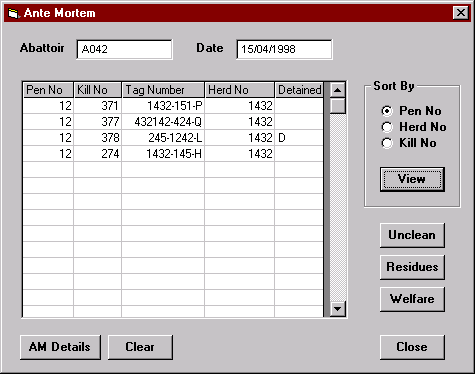 Ante Mortem
Abattoir A042 Date 15/04/1998
Pen No Kill No Tag Number Herd No Detained
12 371 1432-151-P 1432
12 377 432142-424-Q 1432
12 378 245-1242-L 1432 D
12 274 1432-145-H 1432
Sort By
Pen No
Herd No
Kill No
View
Unclean
Residues
Welfare
AM Details Clear Close